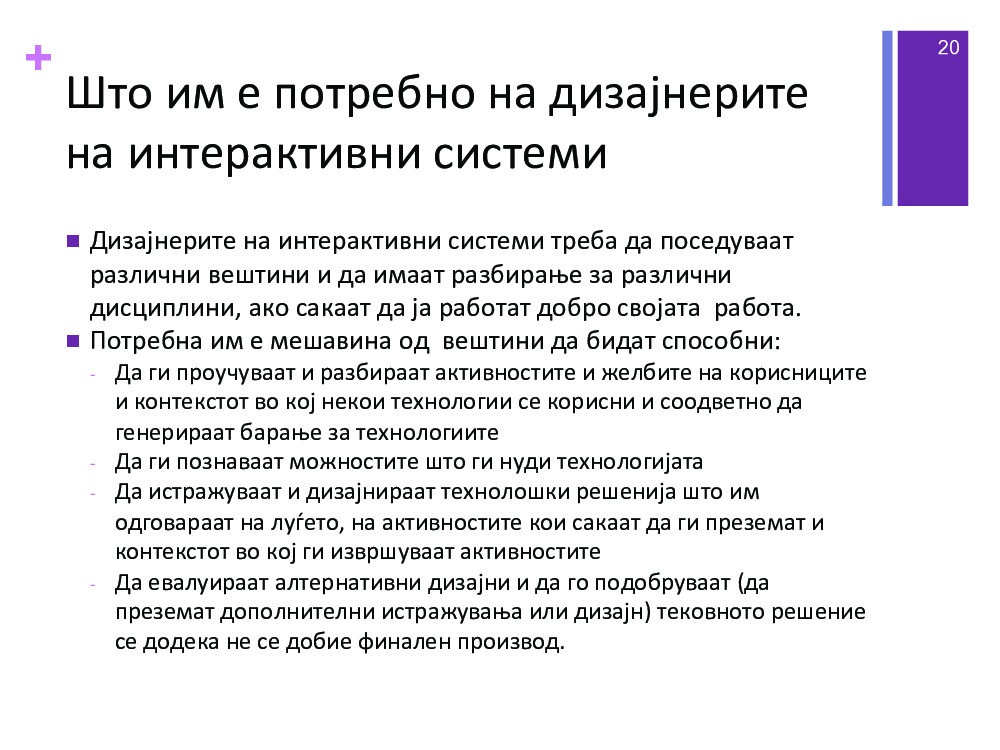 20
+
Што им е потребно на дизајнерите
на интерактивни системи
Дизајнерите на интерактивни системи треба да поседуваат
различни вештини и да имаат разбирање за различни
дисциплини, ако сакаат да ја работат добро својата  работа.
Потребна им е мешавина од  вештини да бидат способни:
- Да ги проучуваат и разбираат активностите и желбите на корисниците
и контекстот во кој некои технологии се корисни и соодветно да
генерираат барање за технологиите
- Да ги познаваат можностите што ги нуди технологијата
- Да истражуваат и дизајнираат технолошки решенија што им
одговараат на луѓето, на активностите кои сакаат да ги преземат и
контекстот во кој ги извршуваат активностите
- Да евалуираат алтернативни дизајни и да го подобруваат (да
преземат дополнителни истражувања или дизајн) тековното решение
се додека не се добие финален производ.